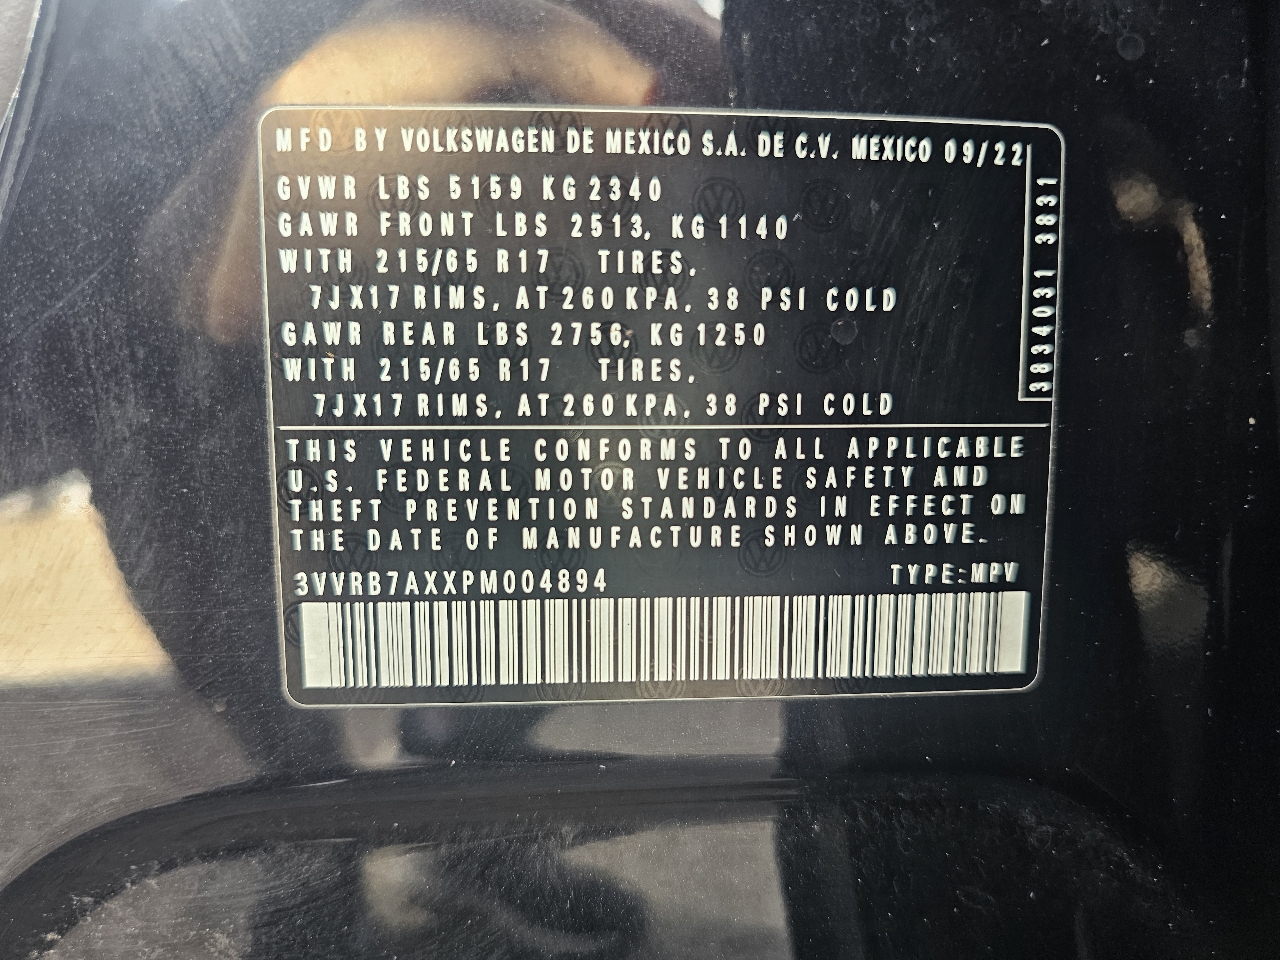 MFD BY VOLKSWAGEN DE MEXICO S.A. DE C.V. MEXICO 09/22
GVWR LBS 5159 KG 2340
GAWR FRONT LBS 2513, KG 1140
WITH 215/65 R17 TIRES,
7JX17 RIMS, AT 260 KPA, 38 PSI COLD
GAWR REAR LBS 2756, KG 1250
WITH 215/65 R17 TIRES,
7JX17 RIMS, AT 260 KPA, 38 PSI COLD
3834031 3831
THIS VEHICLE CONFORMS TO ALL APPLICABLE
U.S. FEDERAL MOTOR VEHICLE SAFETY AND
THEFT PREVENTION STANDARDS IN EFFECT ON
THE DATE OF MANUFACTURE SHOWN ABOVE.
3VVRB7AXXPM004894 TYPE:MPV